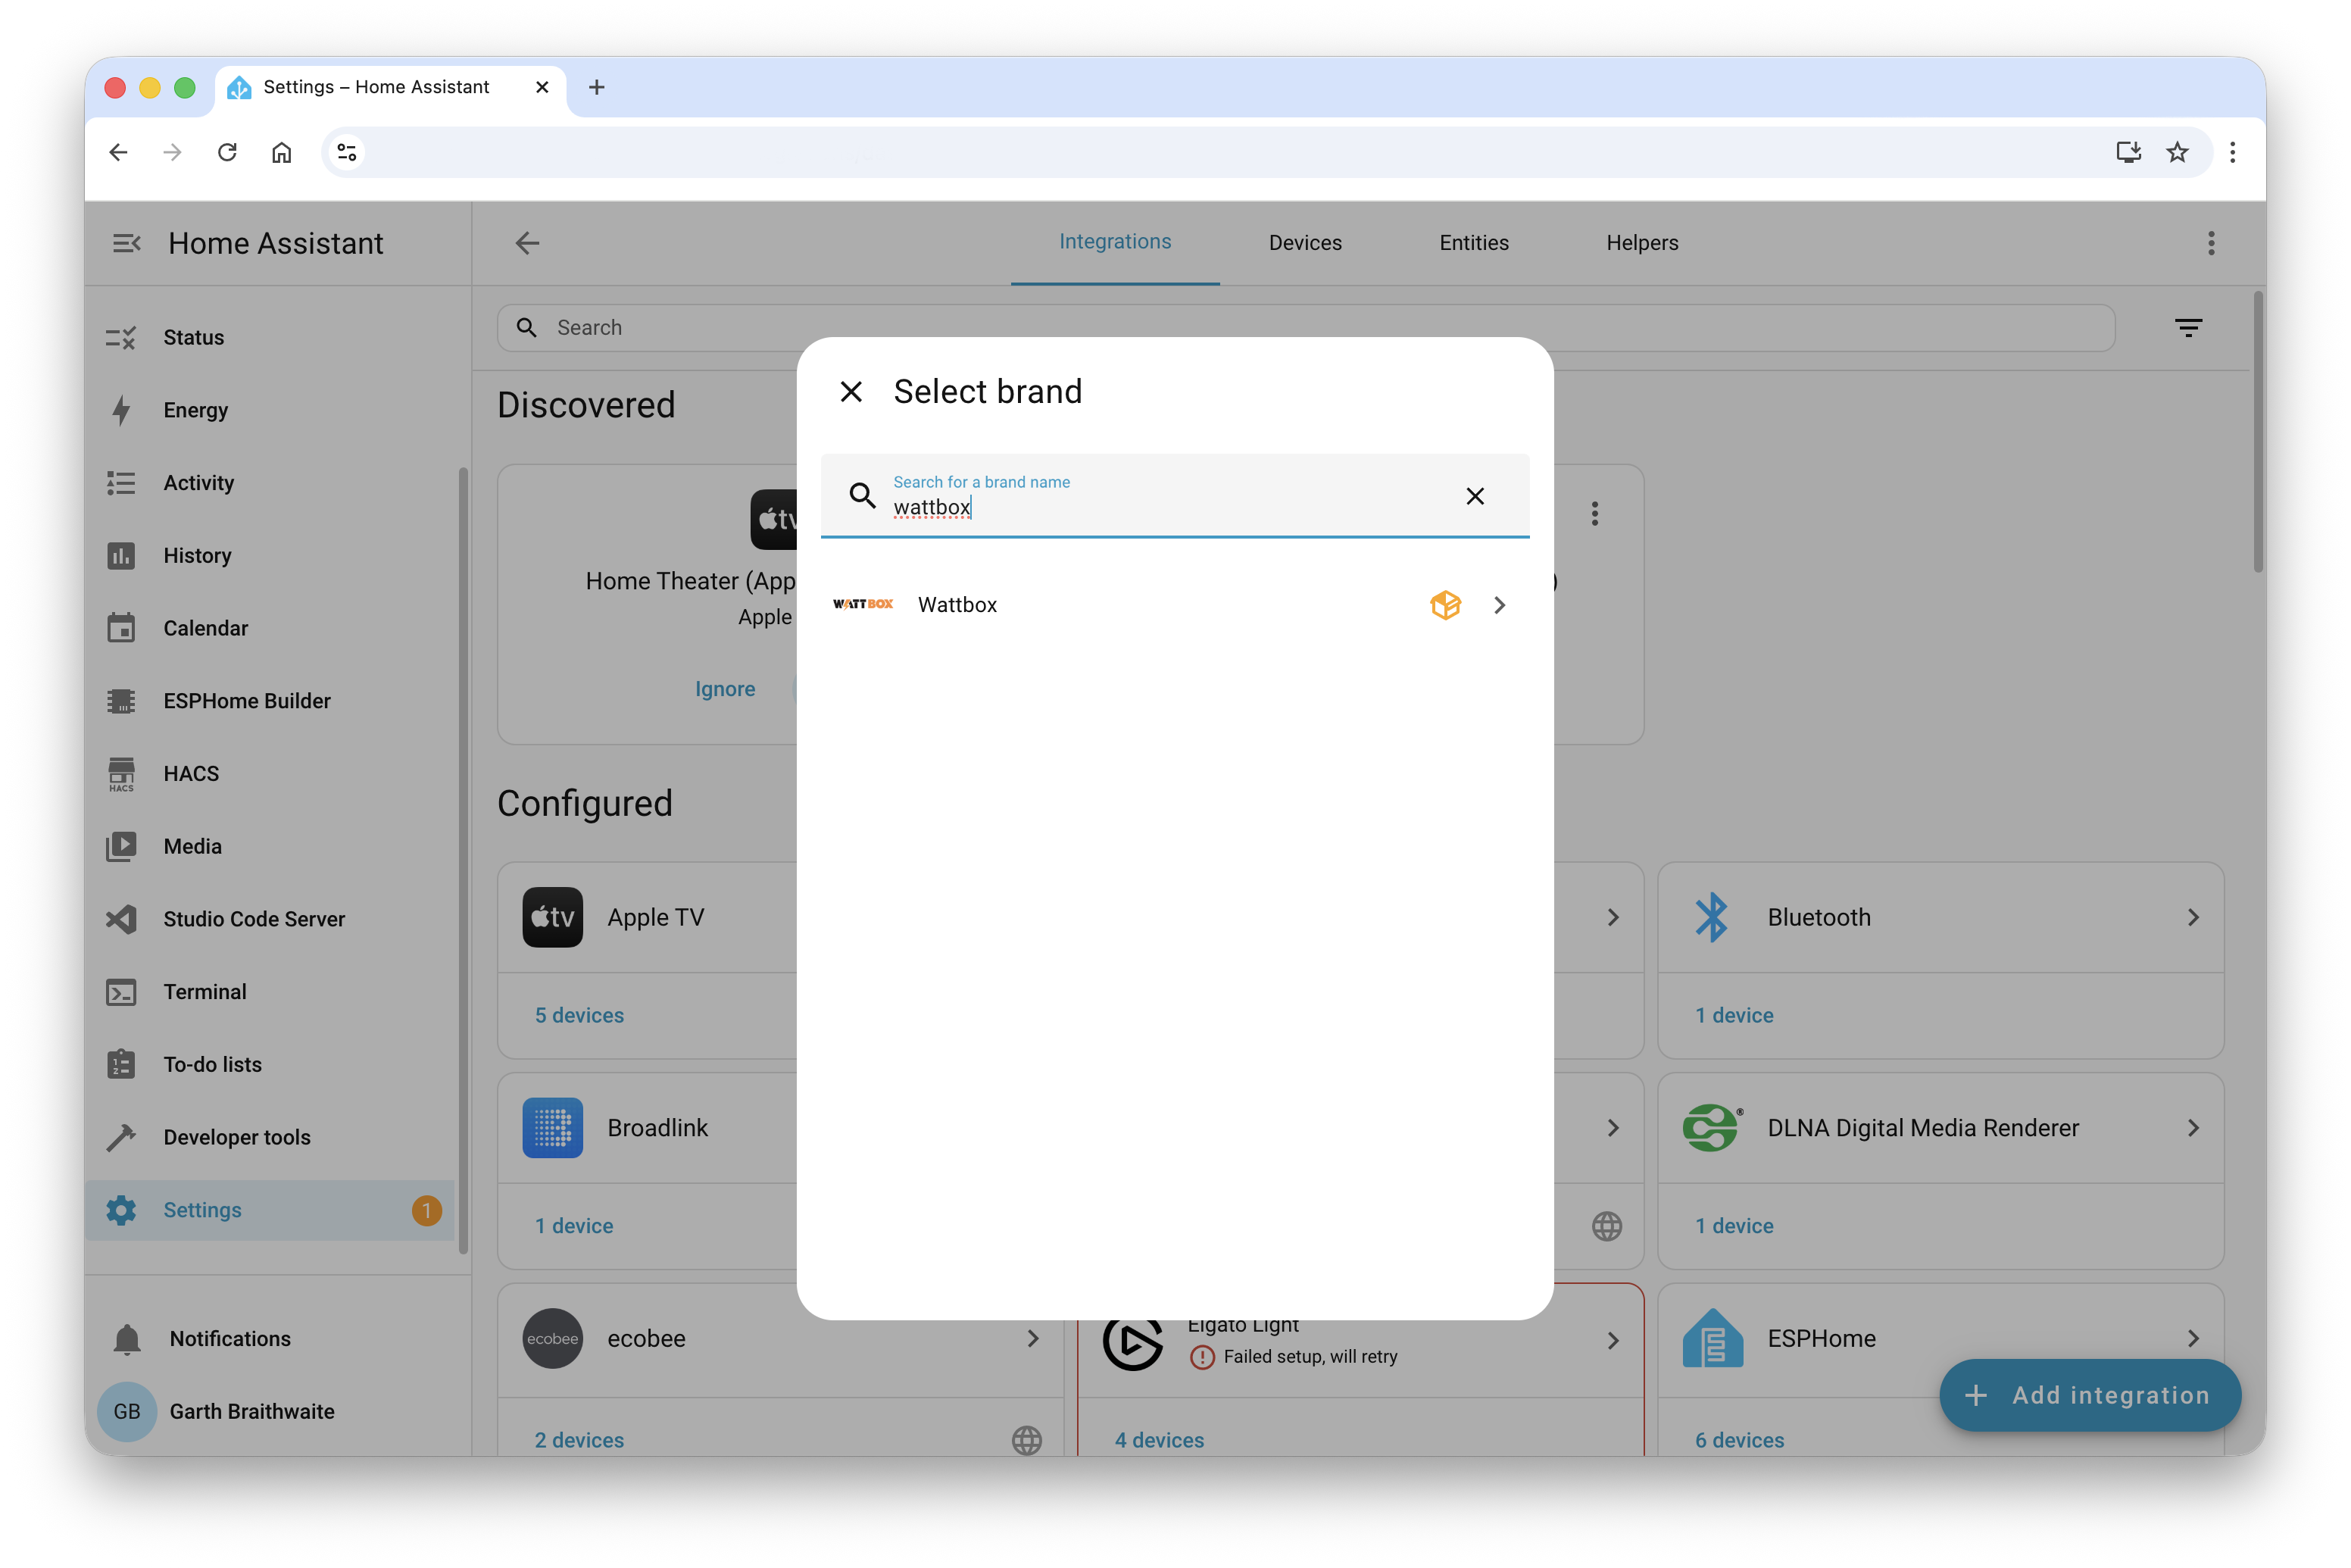 Settings – Home Assistant
Home Assistant
Integrations
Devices
Entities
Helpers
Search
Status
Energy
Activity
History
Calendar
ESPHome Builder
HACS
HACS
Media
Studio Code Server
Terminal
To-do lists
Developer tools
Settings
1
Notifications
GB
Garth Braithwaite
Discovered
tv
Home Theater (App
Apple
Ignore
)
Select brand
Search for a brand name
wattbox
WATTBOX
Wattbox
Configured
tv
Apple TV
5 devices
Bluetooth
1 device
Broadlink
1 device
DLNA Digital Media Renderer
1 device
ecobee
ecobee
2 devices
Elgato Light
Failed setup, will retry
4 devices
ESPHome
6 devices
Add integration